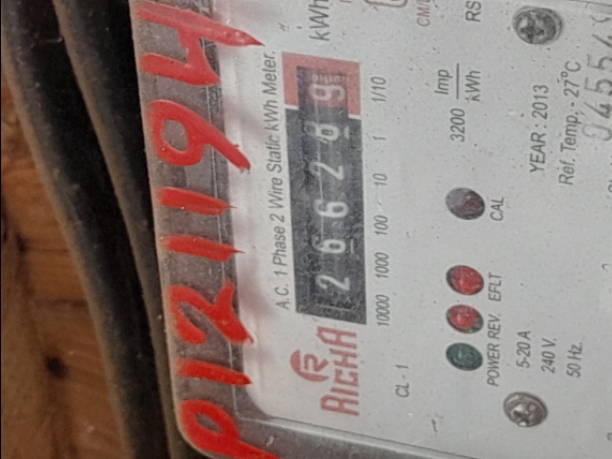 P121194
A.C. 1 Phase 2 Wire Static kWh Meter.
kWh
2 6 6 2 8 9
10000 1000 100 10 1 1/10
RICHA
CL - 1
3200 Imp
kWh
CAL
POWER REV. EFLT
5-20 A
240 V.
50 Hz.
RS
YEAR : 2013
Ref. Temp. - 27°C